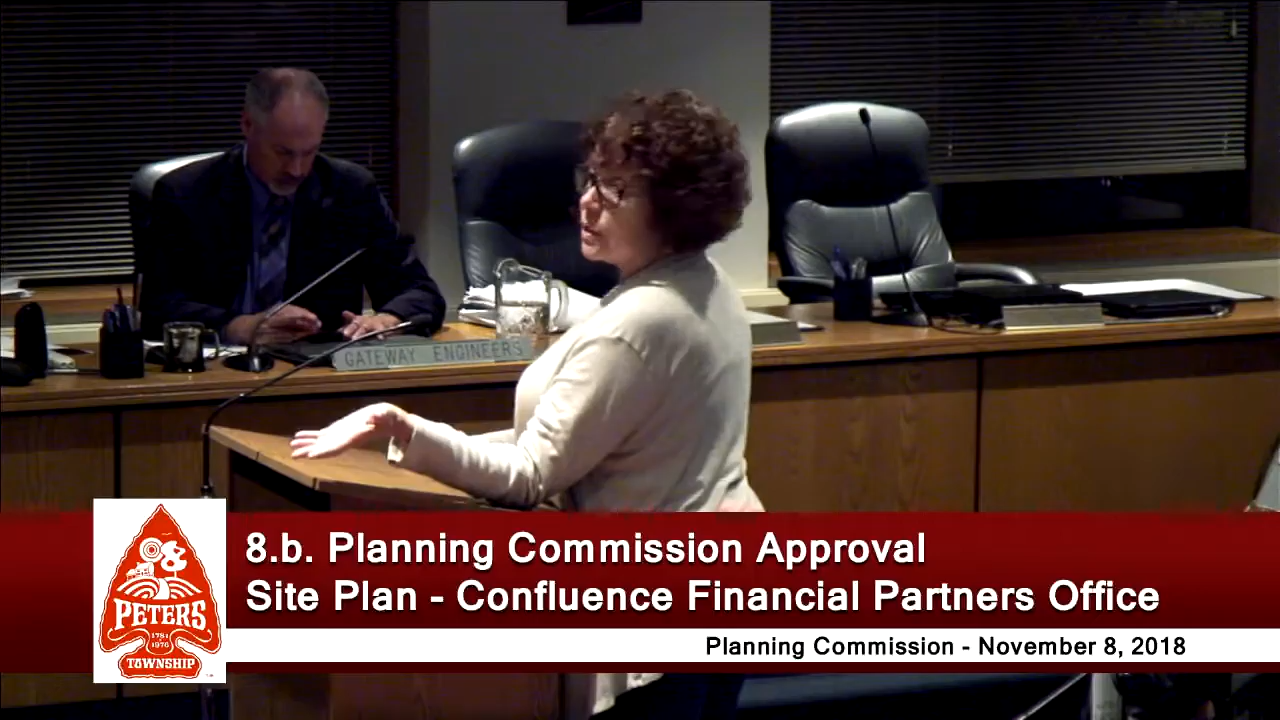 GATEWAY ENGINEERS
8.b. Planning Commission Approval
Site Plan - Confluence Financial Partners Office
Planning Commission - November 8, 2018
PETERS
1781
1976
TOWNSHIP